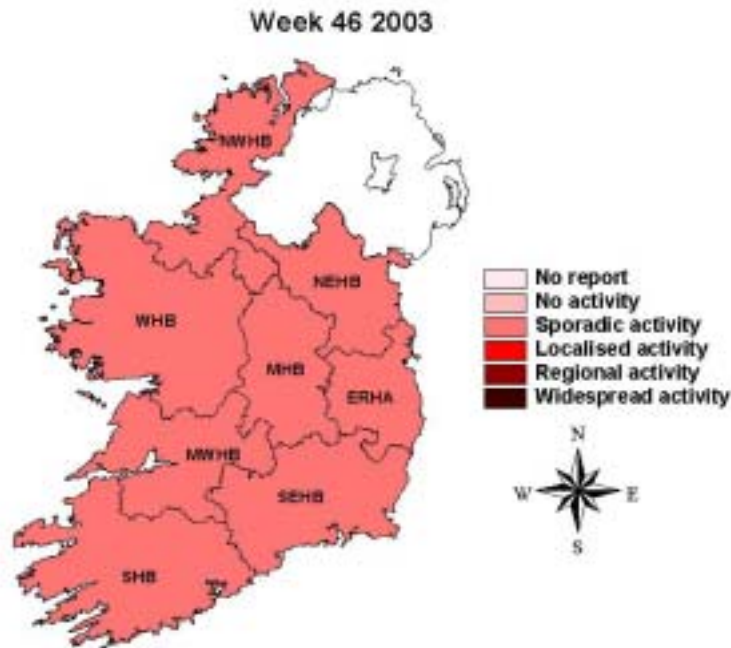 Week 46 2003
NWHB
NEHB
WHB
MHB
ERHA
MWHB
SEHB
SHB
No report
No activity
Sporadic activity
Localised activity
Regional activity
Widespread activity
N
W E
S